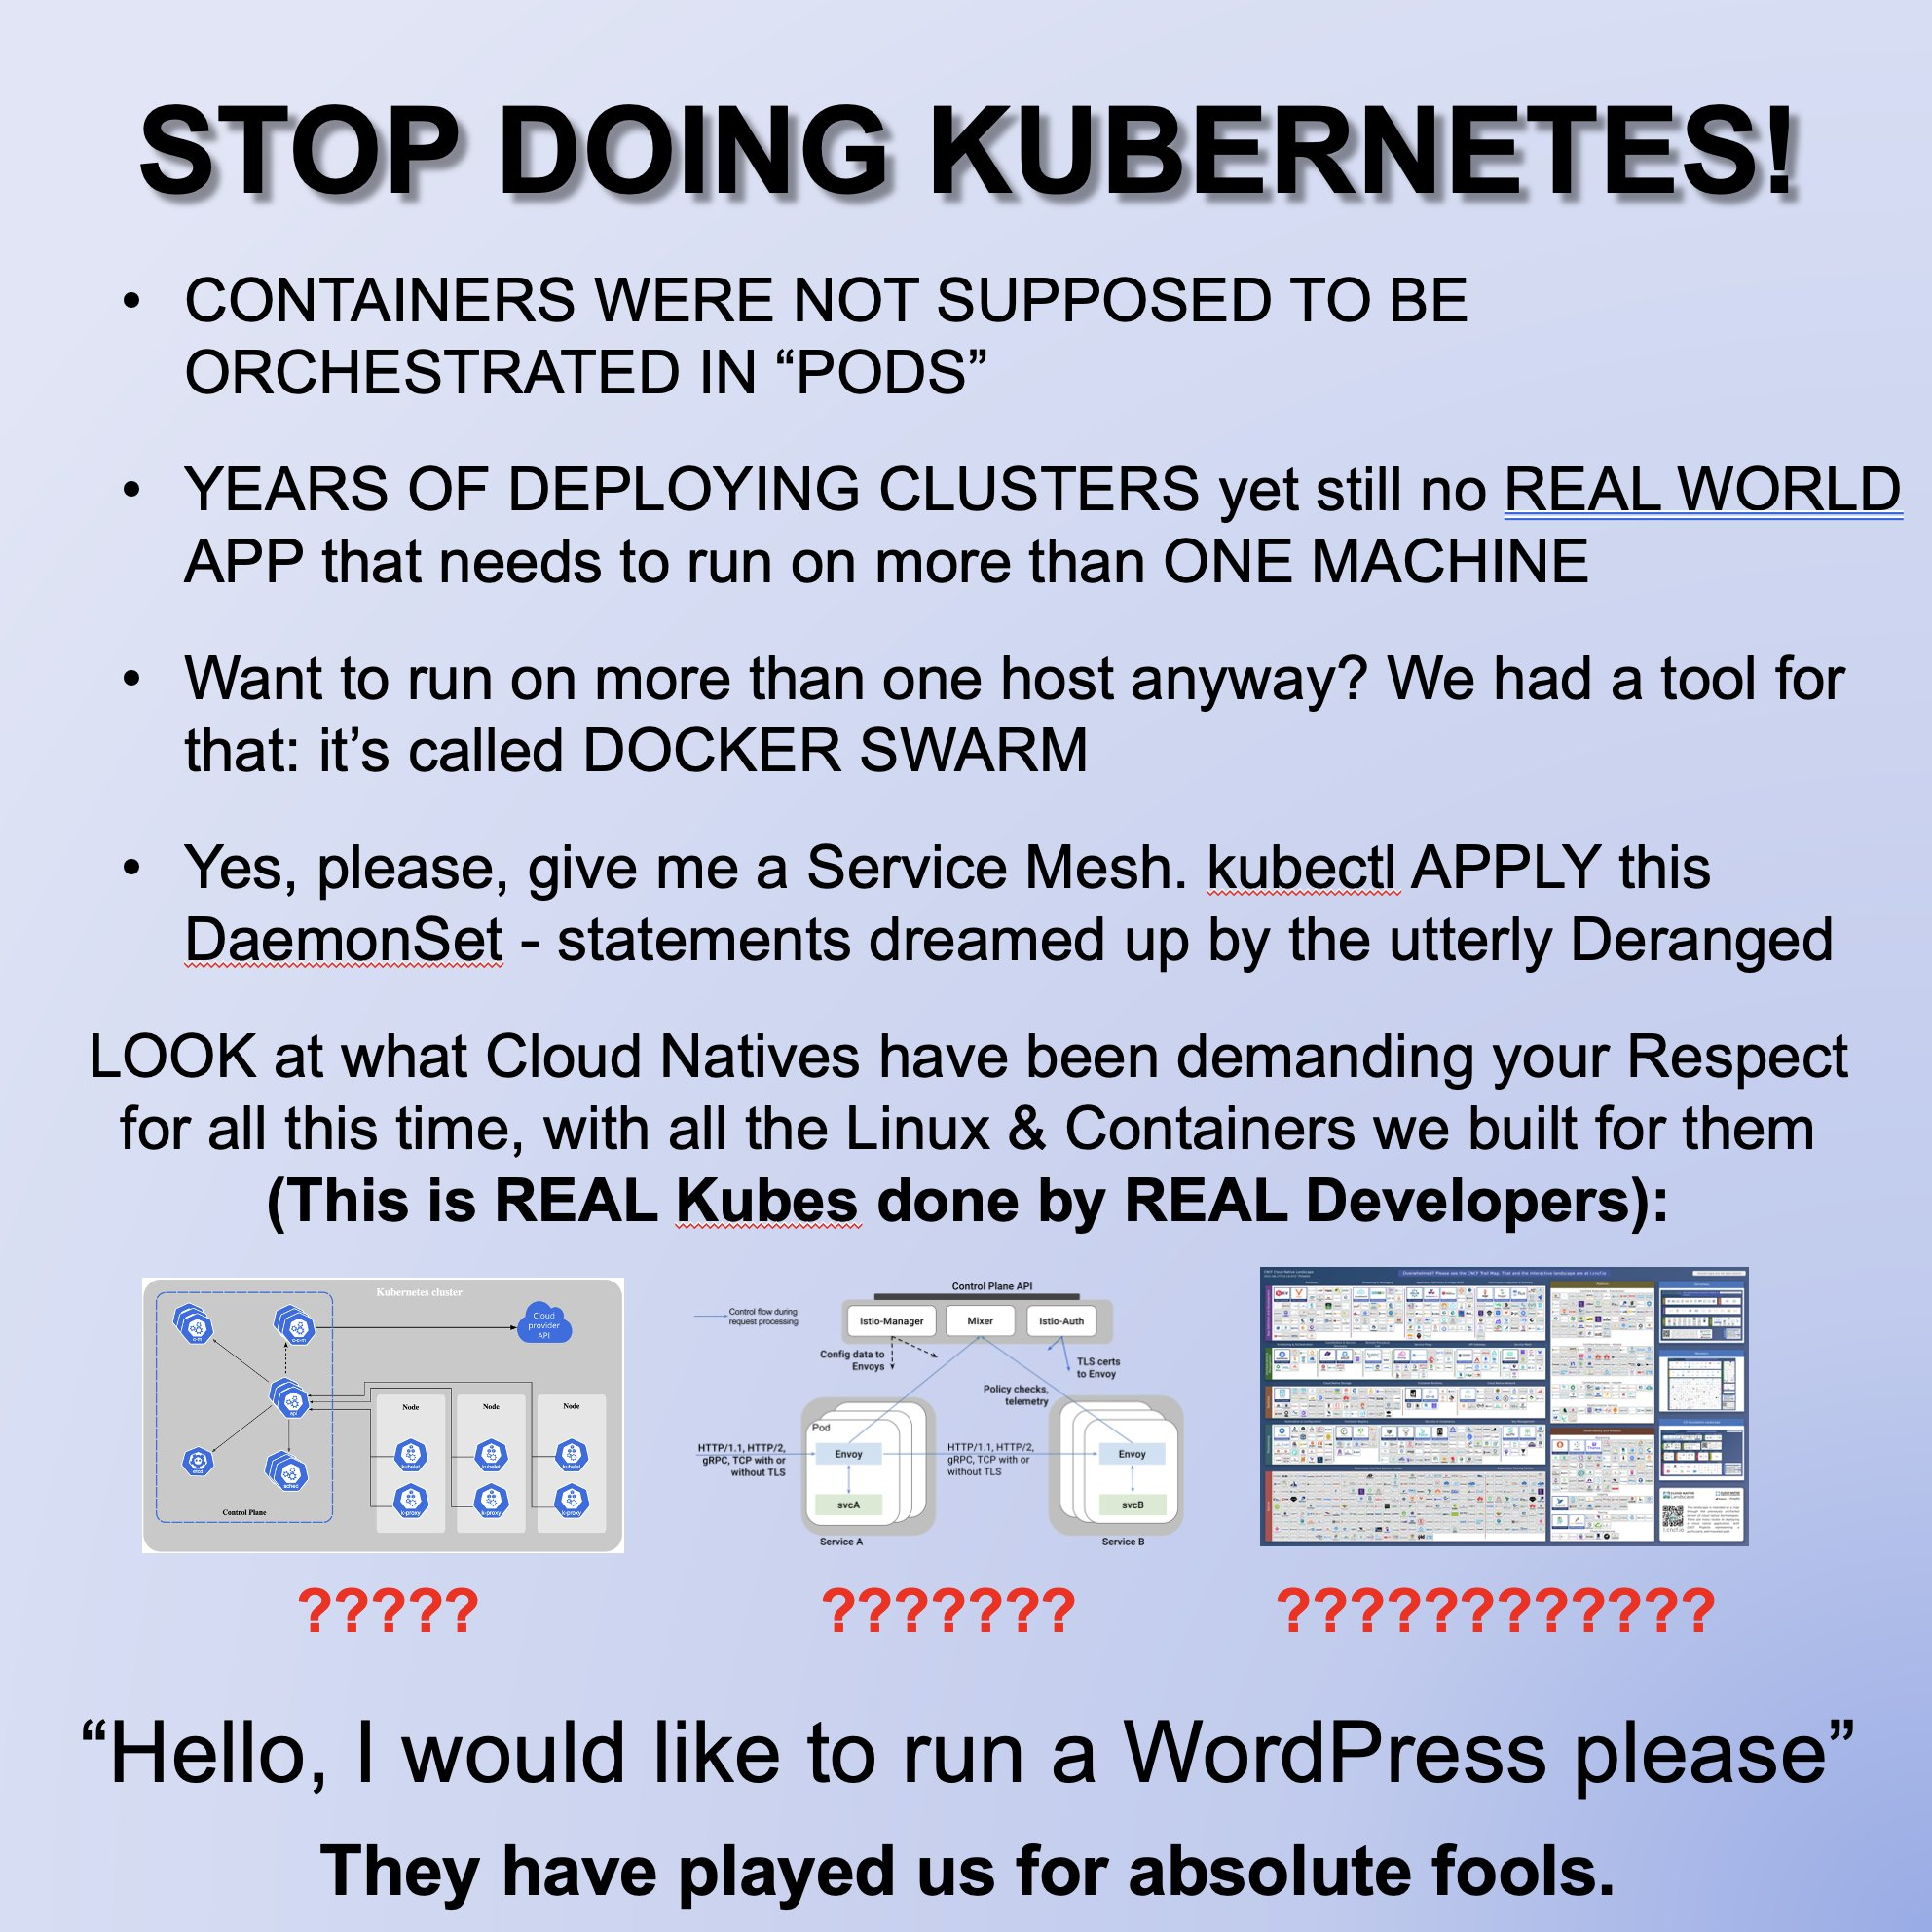 STOP DOING KUBERNETES!
• CONTAINERS WERE NOT SUPPOSED TO BE
ORCHESTRATED IN “PODS”
• YEARS OF DEPLOYING CLUSTERS yet still no REAL WORLD
APP that needs to run on more than ONE MACHINE
• Want to run on more than one host anyway? We had a tool for
that: it’s called DOCKER SWARM
• Yes, please, give me a Service Mesh. kubectl APPLY this
DaemonSet - statements dreamed up by the utterly Deranged
LOOK at what Cloud Natives have been demanding your Respect
for all this time, with all the Linux & Containers we built for them
(This is REAL Kubes done by REAL Developers):
Kubernetes cluster
c-m
c-c-m
Cloud
provider
API
api
Node
Node
Node
etcd
sched
kubelet
kubelet
kubelet
k-proxy
k-proxy
k-proxy
Control Plane
Control Plane API
Control flow during
request processing
Istio-Manager
Mixer
Istio-Auth
Config data to
Envoys
TLS certs
to Envoy
Policy checks,
telemetry
Pod
HTTP/1.1, HTTP/2,
gRPC, TCP with or
without TLS
Envoy
HTTP/1.1, HTTP/2,
gRPC, TCP with or
without TLS
Envoy
svcA
svcB
Service A
Service B
?????
???????
????????????
“Hello, I would like to run a WordPress please”
They have played us for absolute fools.